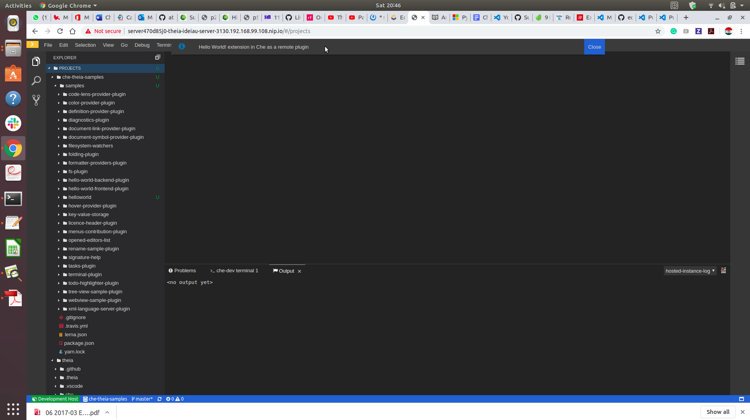 Activities
Google Chrome
Sat 20:46
Not secure
server470d85j0-theia-ideiau-server-3130.192.168.99.108.nip.io/#/projects
File Edit Selection View Go Debug Termin
Hello World! extension in Che as a remote plugin
Close
EXPLORER
PROJECTS
che-theia-samples
samples
code-lens-provider-plugin
color-provider-plugin
definition-provider-plugin
diagnostics-plugin
document-link-provider-plugin
document-symbol-provider-plugin
filesystem-watchers
folding-plugin
formatter-providers-plugin
fs-plugin
hello-world-backend-plugin
hello-world-frontend-plugin
helloworld
U
hover-provider-plugin
key-value-storage
licence-header-plugin
menus-contribution-plugin
opened-editors-list
rename-sample-plugin
signature-help
tasks-plugin
terminal-plugin
todo-highlighter-plugin
tree-view-sample-plugin
webview-sample-plugin
xml-language-server-plugin
.gitignore
.travis.yml
lerna.json
package.json
yarn.lock
theia
.github
.theia
.vscode
Problems
che-dev terminal 1
Output
hosted-instance-log
<no output yet>
Development Host
che-theia-samples
master*
0
0
06 2017-03 E....pdf
Show all